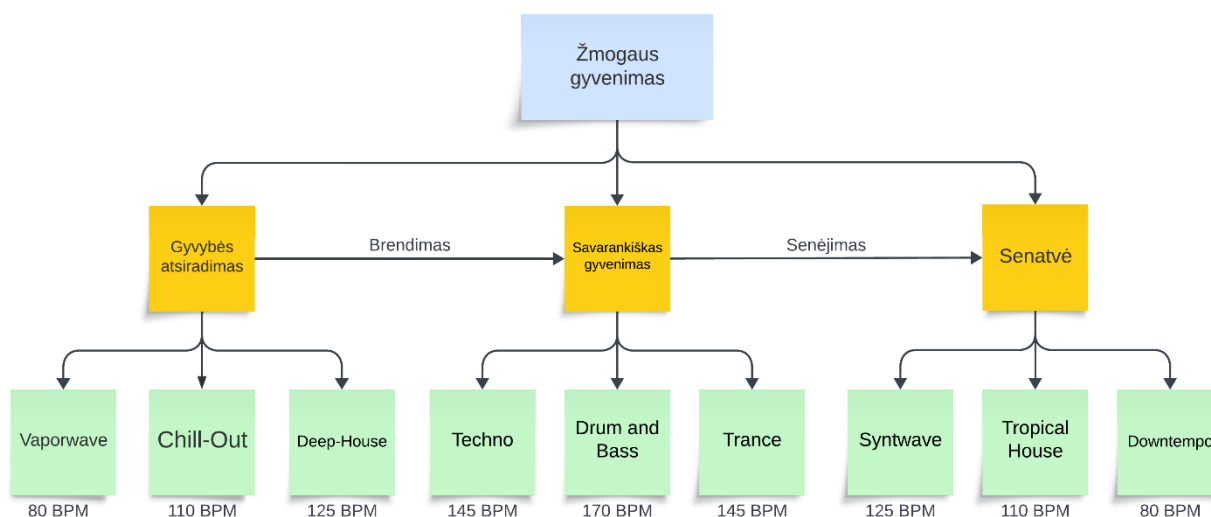 Žmogaus
gyvenimas
Gyvybės
atsiradimas
Brendimas
Savarankiškas
gyvenimas
Senėjimas
Senatvė
Vaporwave
Chill-Out
Deep-House
Techno
Drum and
Bass
Trance
Syntwave
Tropical
House
Downtempo
80 BPM
110 BPM
125 BPM
145 BPM
170 BPM
145 BPM
125 BPM
110 BPM
80 BPM